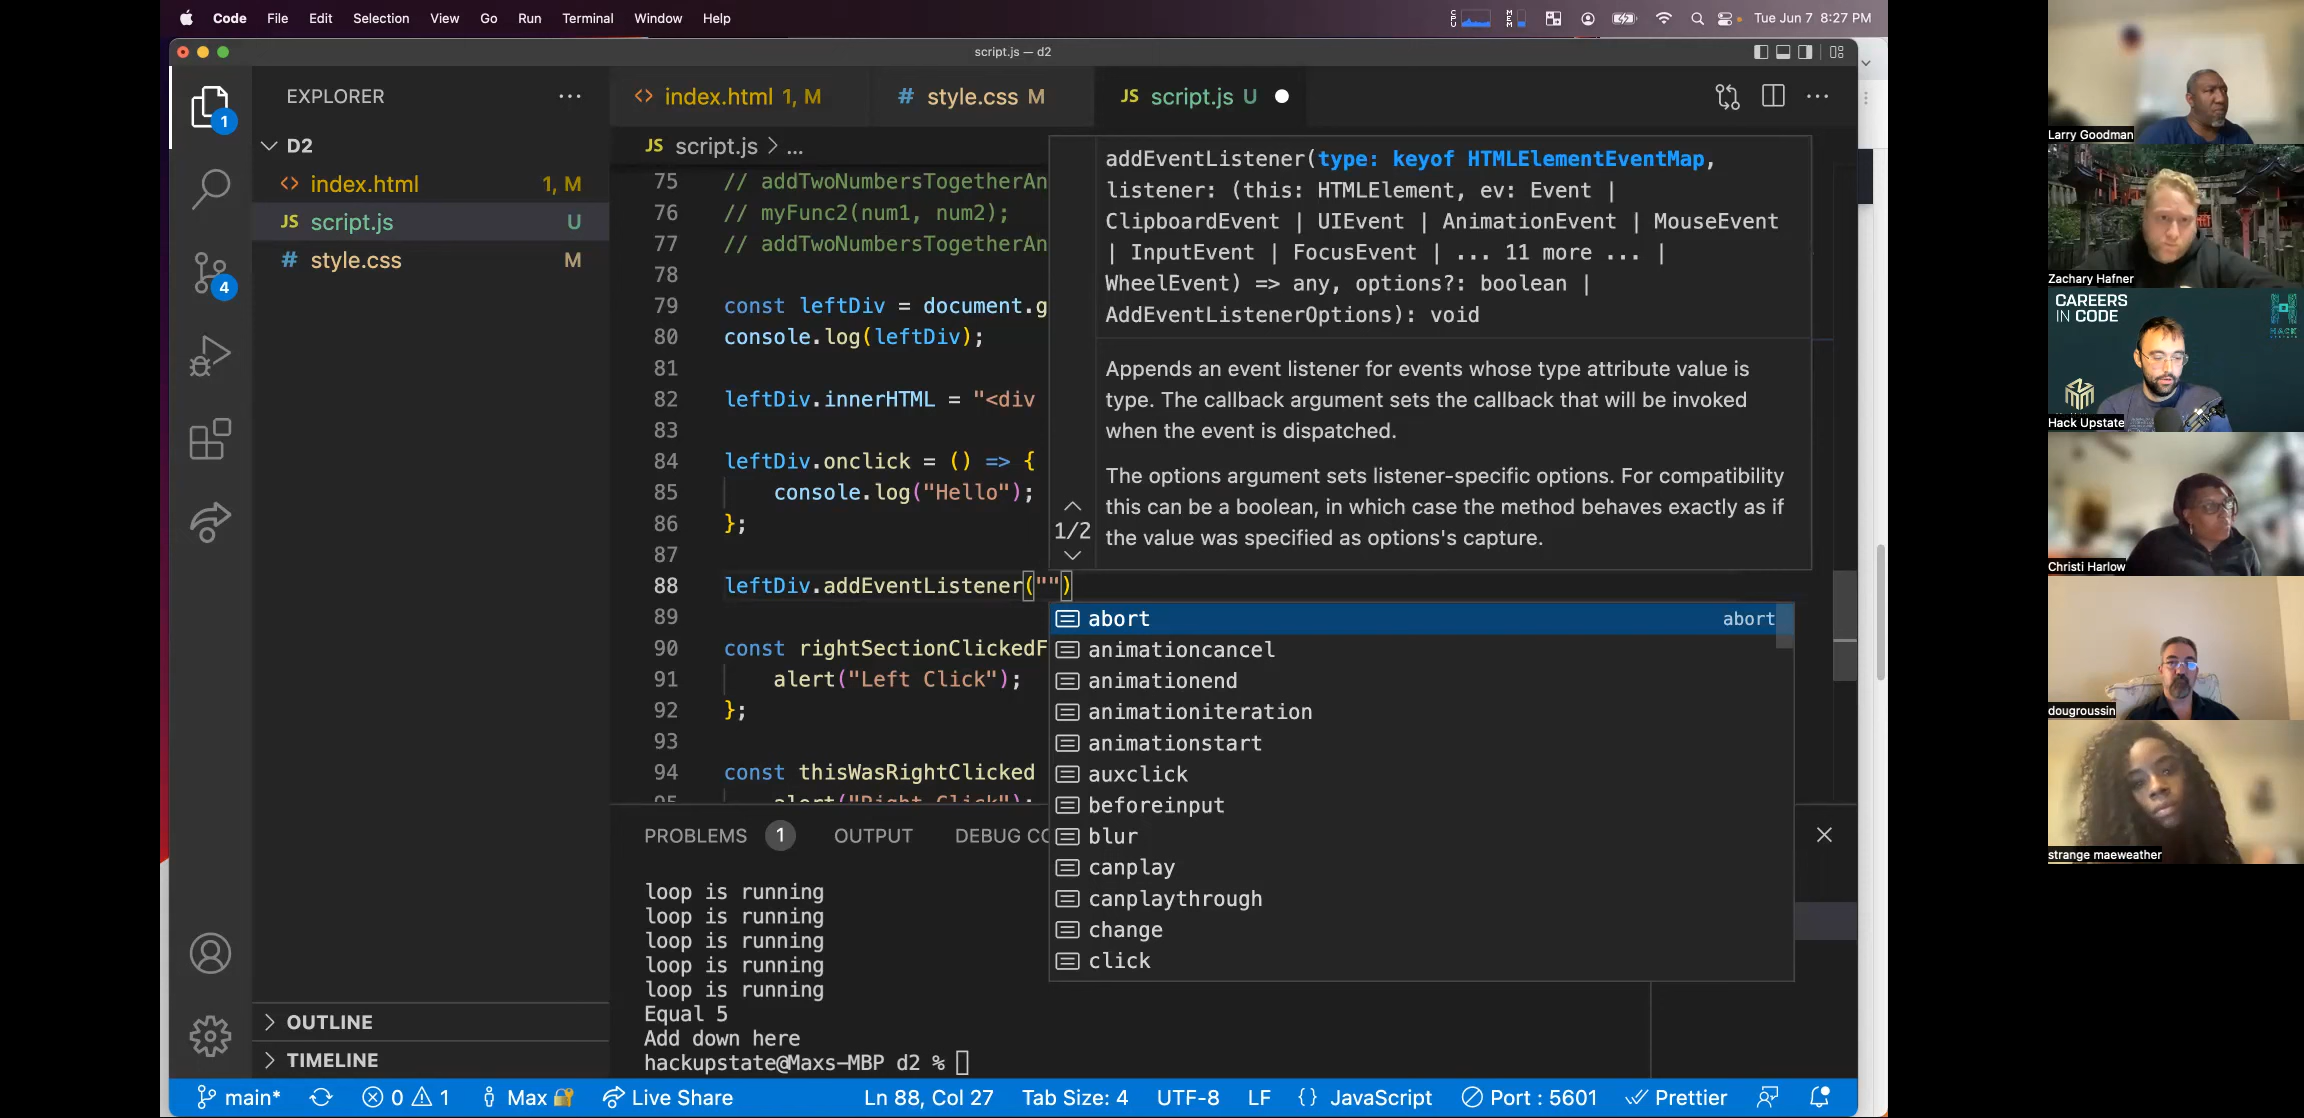 Code File Edit Selection View Go Run Terminal Window Help
CPU MEM Tue Jun 7 8:27 PM
script.js — d2
EXPLORER
index.html 1, M
style.css M
script.js U
1
D2
index.html 1, M
script.js U
style.css M
4
OUTLINE
TIMELINE
script.js > ...
75 // addTwoNumbersTogetherAn
76 // myFunc2(num1, num2);
77 // addTwoNumbersTogetherAn
78
79 const leftDiv = document.g
80 console.log(leftDiv);
81
82 leftDiv.innerHTML = "<div
83
84 leftDiv.onclick = () => {
85 console.log("Hello");
86 };
87
88 leftDiv.addEventListener("")
89
90 const rightSectionClickedF
91 alert("Left Click");
92 };
93
94 const thisWasRightClicked
95 alert("Right Click");
addEventListener(type: keyof HTMLElementEventMap,
listener: (this: HTMLElement, ev: Event |
ClipboardEvent | UIEvent | AnimationEvent | MouseEvent
| InputEvent | FocusEvent | ... 11 more ... |
WheelEvent) => any, options?: boolean |
AddEventListenerOptions): void
Appends an event listener for events whose type attribute value is
type. The callback argument sets the callback that will be invoked
when the event is dispatched.
The options argument sets listener-specific options. For compatibility
this can be a boolean, in which case the method behaves exactly as if
the value was specified as options's capture.
1/2
abort abort
animationcancel
animationend
animationiteration
animationstart
auxclick
beforeinput
blur
canplay
canplaythrough
change
click
PROBLEMS 1 OUTPUT DEBUG CO
loop is running
loop is running
loop is running
loop is running
loop is running
Equal 5
Add down here
hackupstate@Maxs-MBP d2 %
main* 0 1 Max Live Share Ln 88, Col 27 Tab Size: 4 UTF-8 LF {} JavaScript Port : 5601 Prettier
Larry Goodman
Zachary Hafner
CAREERS
IN CODE
HACK
UPSTATE
Hack Upstate
Christi Harlow
dougroussin
strange maeweather